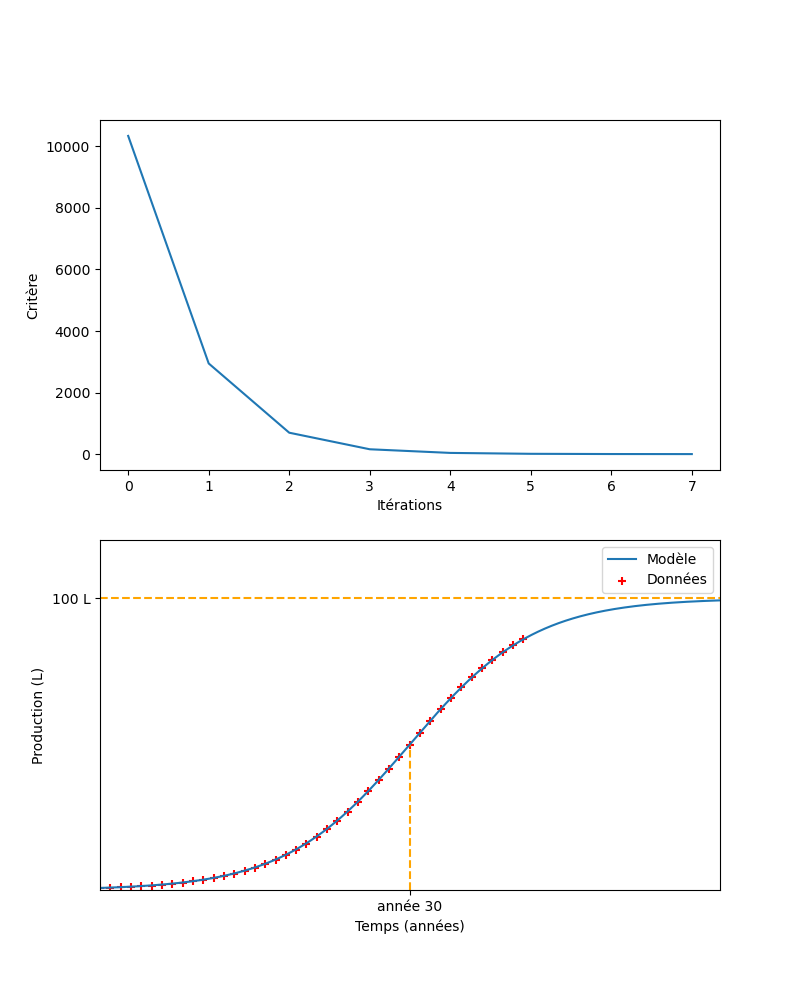 10000
8000
6000
4000
2000
0
Critère
0 1 2 3 4 5 6 7
Itérations
Modèle
Données
100 L
Production (L)
année 30
Temps (années)